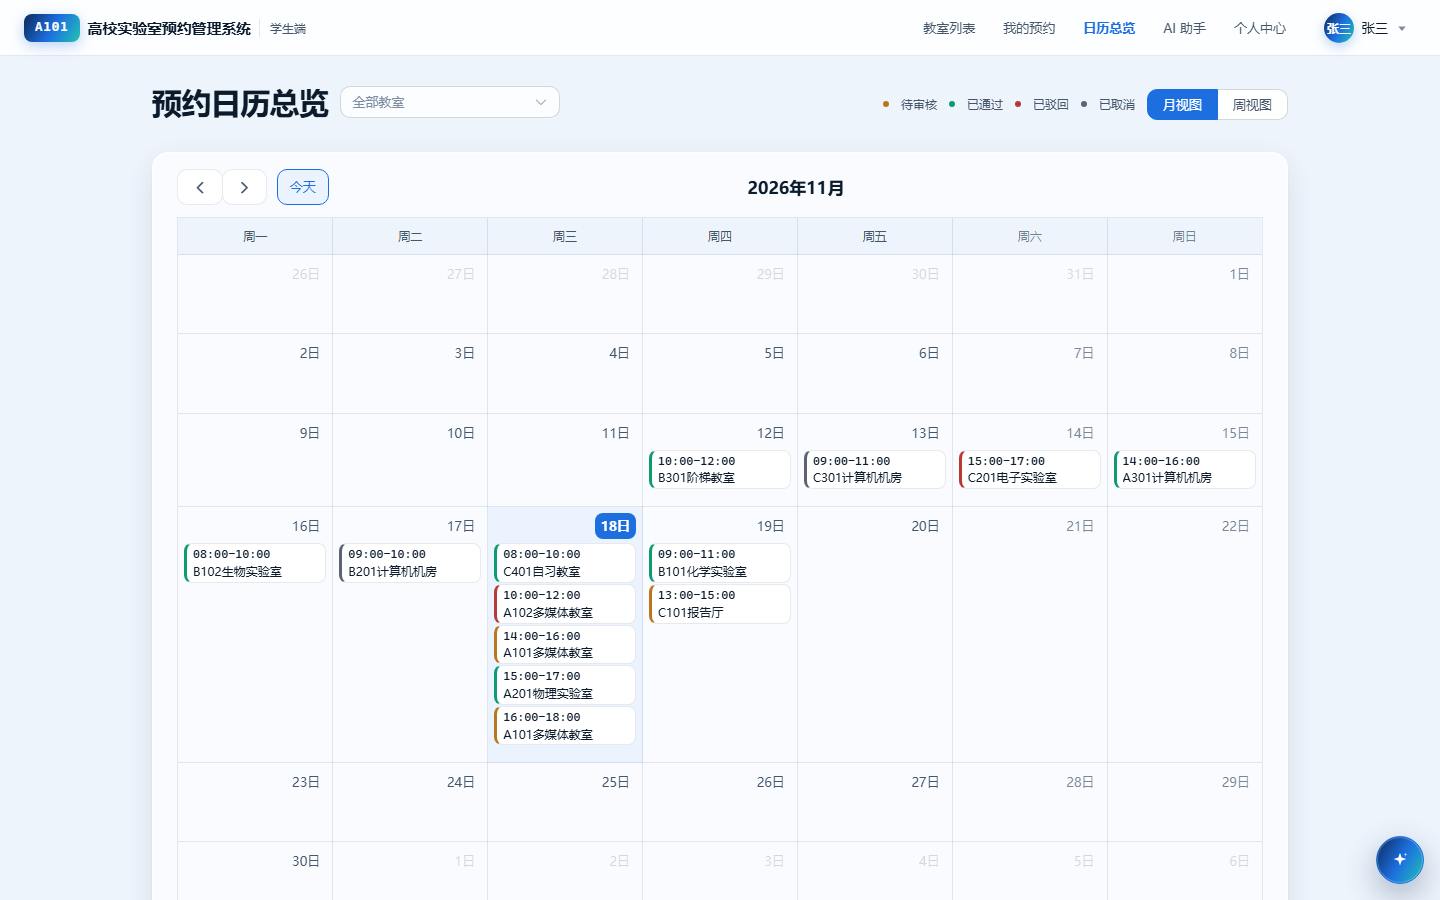 A101 高校实验室预约管理系统 学生端 教室列表 我的预约 日历总览 AI 助手 个人中心 张三 张三
预约日历总览 全部教室 待审核 已通过 已驳回 已取消 月视图 周视图
今天 2026年11月
周一 周二 周三 周四 周五 周六 周日
26日 27日 28日 29日 30日 31日 1日
2日 3日 4日 5日 6日 7日 8日
9日 10日 11日 12日 13日 14日 15日
10:00-12:00 09:00-11:00 15:00-17:00 14:00-16:00
B301阶梯教室 C301计算机机房 C201电子实验室 A301计算机机房
16日 17日 18日 19日 20日 21日 22日
08:00-10:00 09:00-10:00 08:00-10:00 09:00-11:00
B102生物实验室 B201计算机机房 C401自习教室 B101化学实验室
10:00-12:00 13:00-15:00
A102多媒体教室 C101报告厅
14:00-16:00
A101多媒体教室
15:00-17:00
A201物理实验室
16:00-18:00
A101多媒体教室
23日 24日 25日 26日 27日 28日 29日
30日 1日 2日 3日 4日 5日 6日